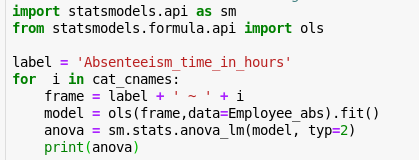 import statsmodels.api as sm
from statsmodels.formula.api import ols
label = 'Absenteeism_time_in_hours'
for  i in cat_cnames:
    frame = label + ' ~ ' + i
    model = ols(frame,data=Employee_abs).fit()
    anova = sm.stats.anova_lm(model, typ=2)
    print(anova)